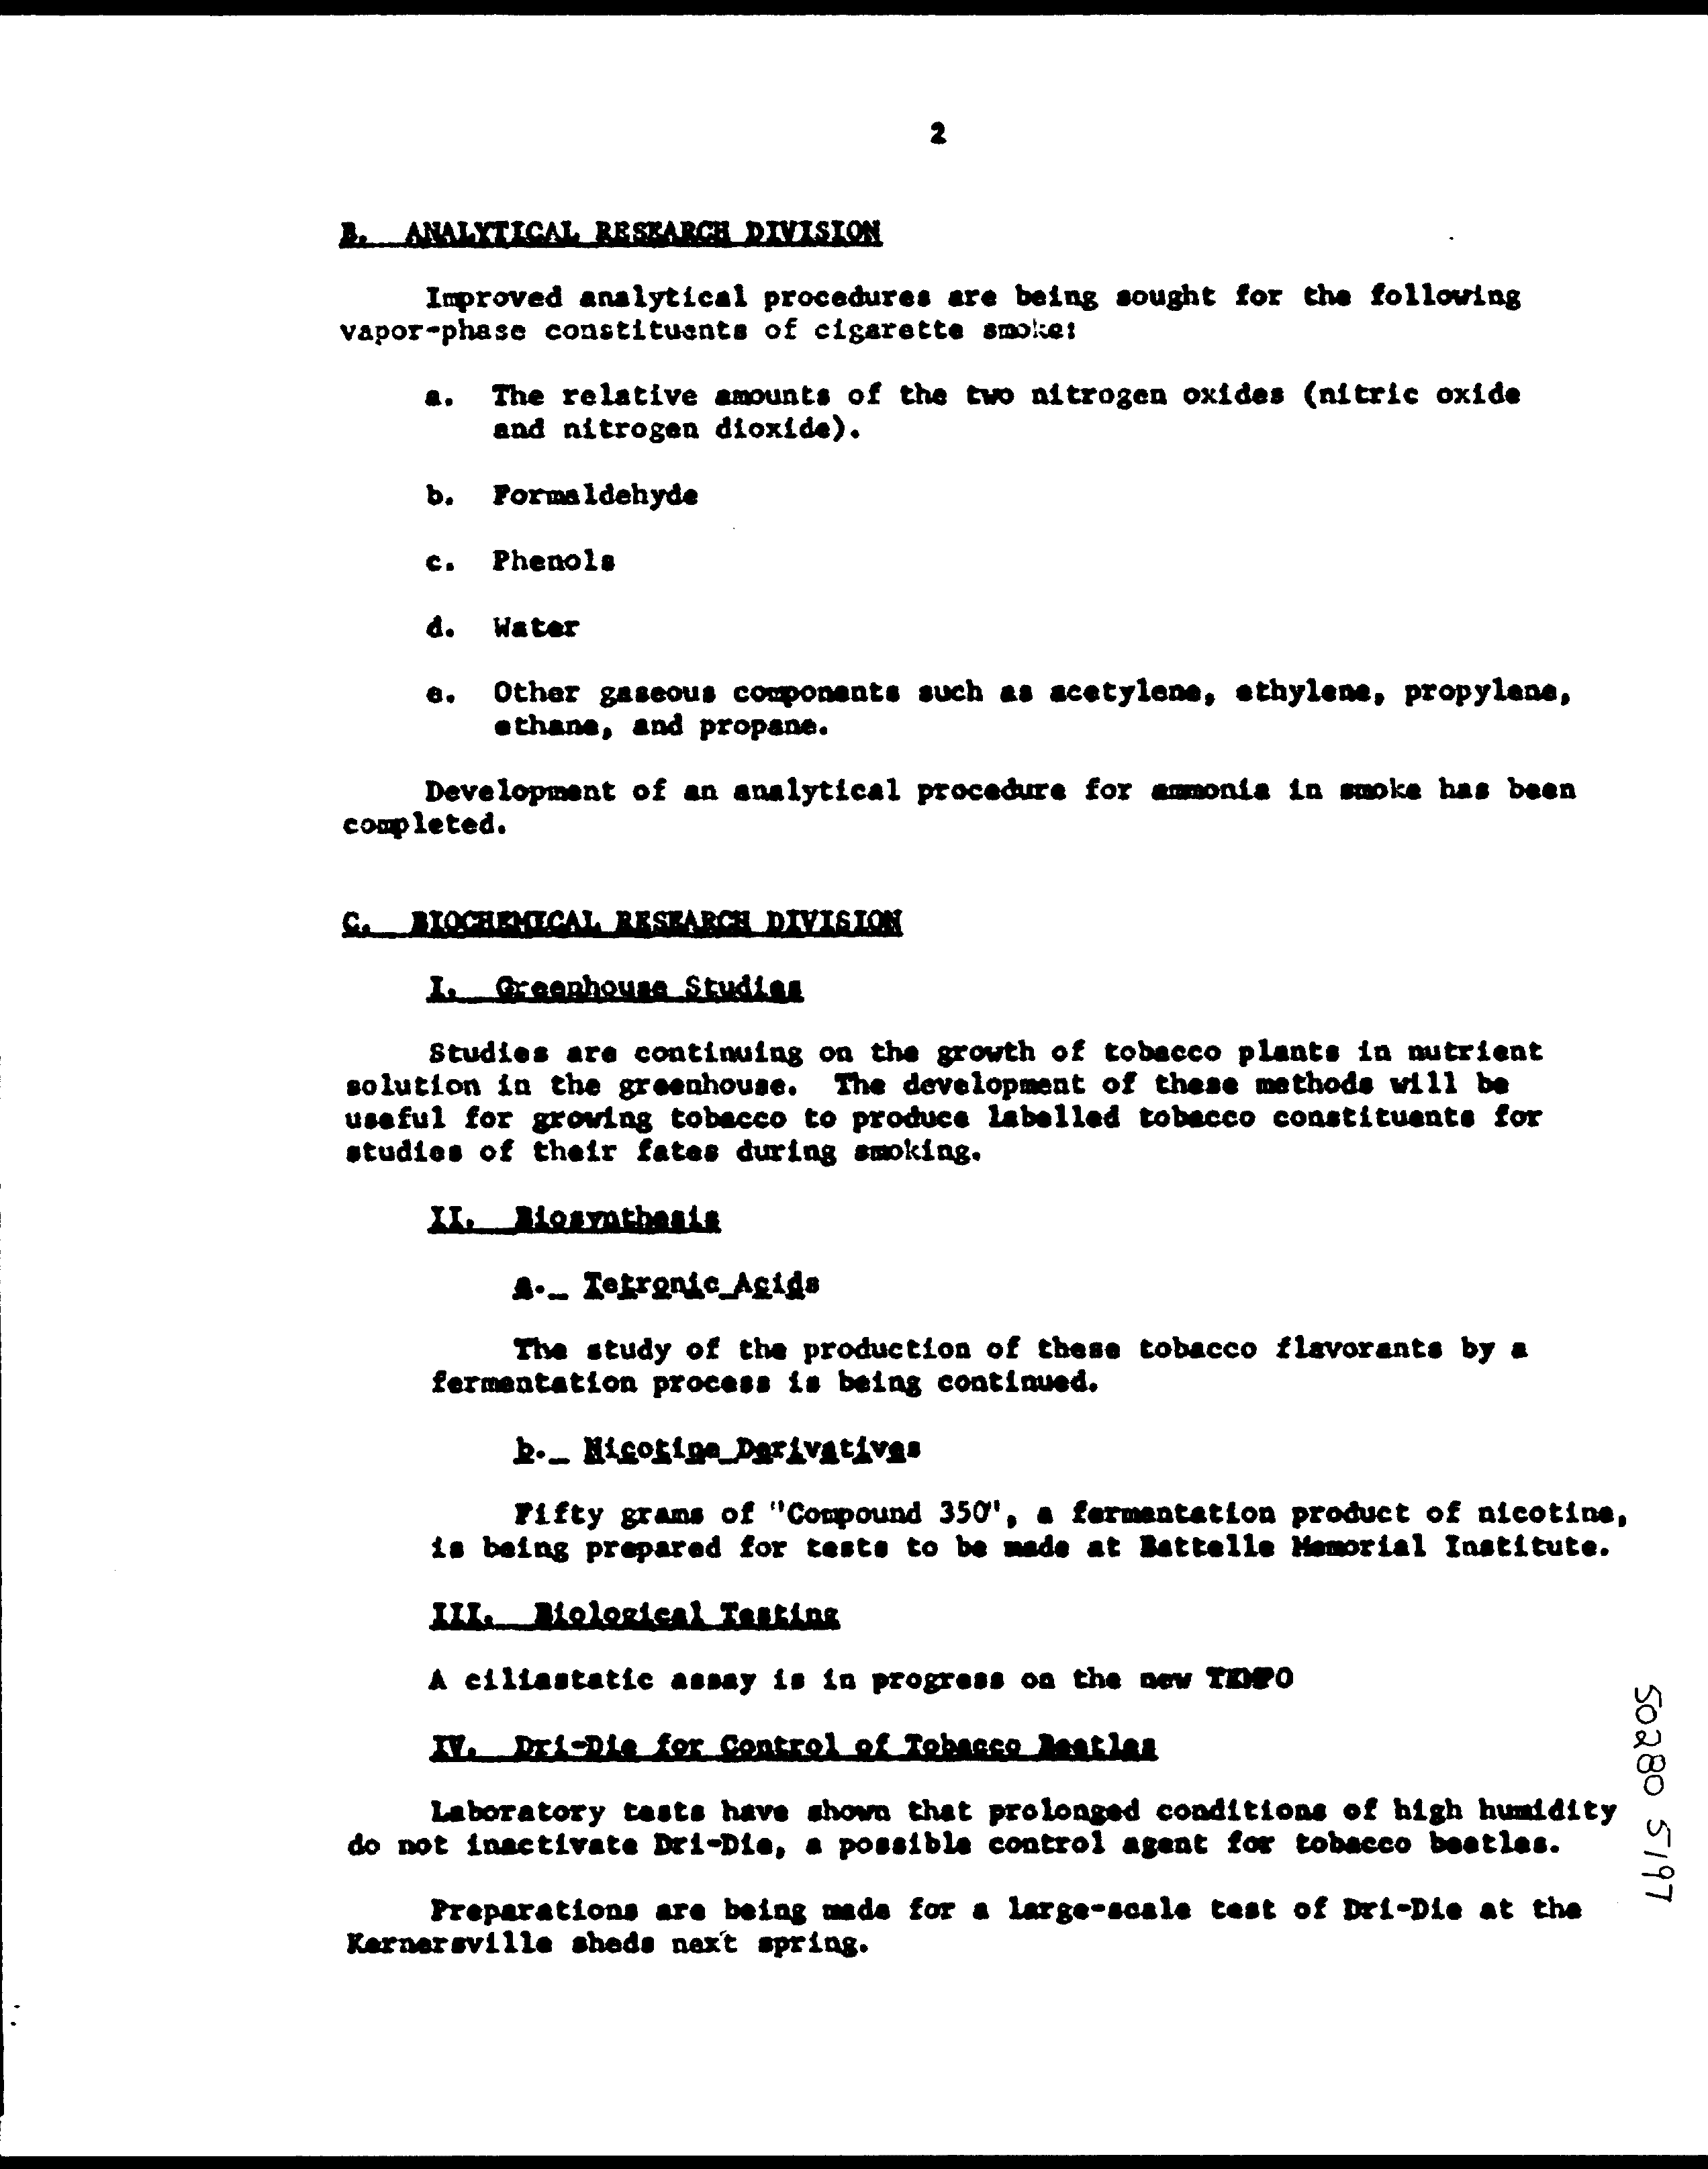 2
B. ANALYTICAL RESEARCH DIVISION
Improved analytical procedures are being sought for the following
vapor-phase constituents of cigarette smoke:
a. The relative amounts of the two nitrogen oxides (nitric oxide
and nitrogen dioxide).
b. Formaldehyde
c. Phenols
d. Water
e. Other gaseous components such as acetylene, ethylene, propylene,
ethane, and propane.
Development of an analytical procedure for ammonia in smoke has been
completed.
C. BIOCHEMICAL RESEARCH DIVISION
I. Greenhouse Studies
Studies are continuing on the growth of tobacco plants in nutrient
solution in the greenhouse. The development of these methods will be
useful for growing tobacco to produce labelled tobacco constituents for
studies of their fates during smoking.
II. Biosynthesis
a. Tetronic Acids
The study of the production of these tobacco flavorants by a
fermentation process is being continued.
b. Nicotine Derivatives
Fifty grams of "Compound 350", a fermentation product of nicotine,
is being prepared for tests to be made at Battelle Memorial Institute.
III. Biological Testing
A ciliastatic assay is in progress on the new TEMPO
IV. Dri-Die for Control of Tobacco Beetles
Laboratory tests have shown that prolonged conditions of high humidity
do not inactivate Dri-Die, a possible control agent for tobacco beetles.
Preparations are being made for a large-scale test of Dri-Die at the
Kernersville sheds next spring.
50280 5197